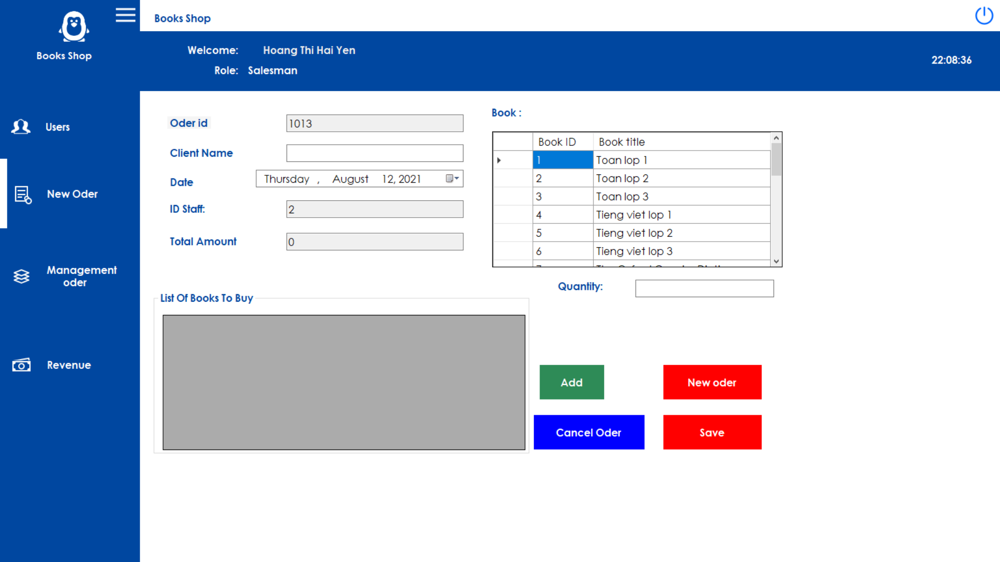 Books Shop
Books Shop
Welcome: Hoang Thi Hai Yen
Role: Salesman
22:08:36
Users
New Oder
Management
oder
Revenue
Oder id 1013
Client Name
Date Thursday , August 12, 2021
ID Staff: 2
Total Amount 0
Book :
Book ID Book title
1 Toan lop 1
2 Toan lop 2
3 Toan lop 3
4 Tieng viet lop 1
5 Tieng viet lop 2
6 Tieng viet lop 3
Quantity:
List Of Books To Buy
Add
New oder
Cancel Oder
Save